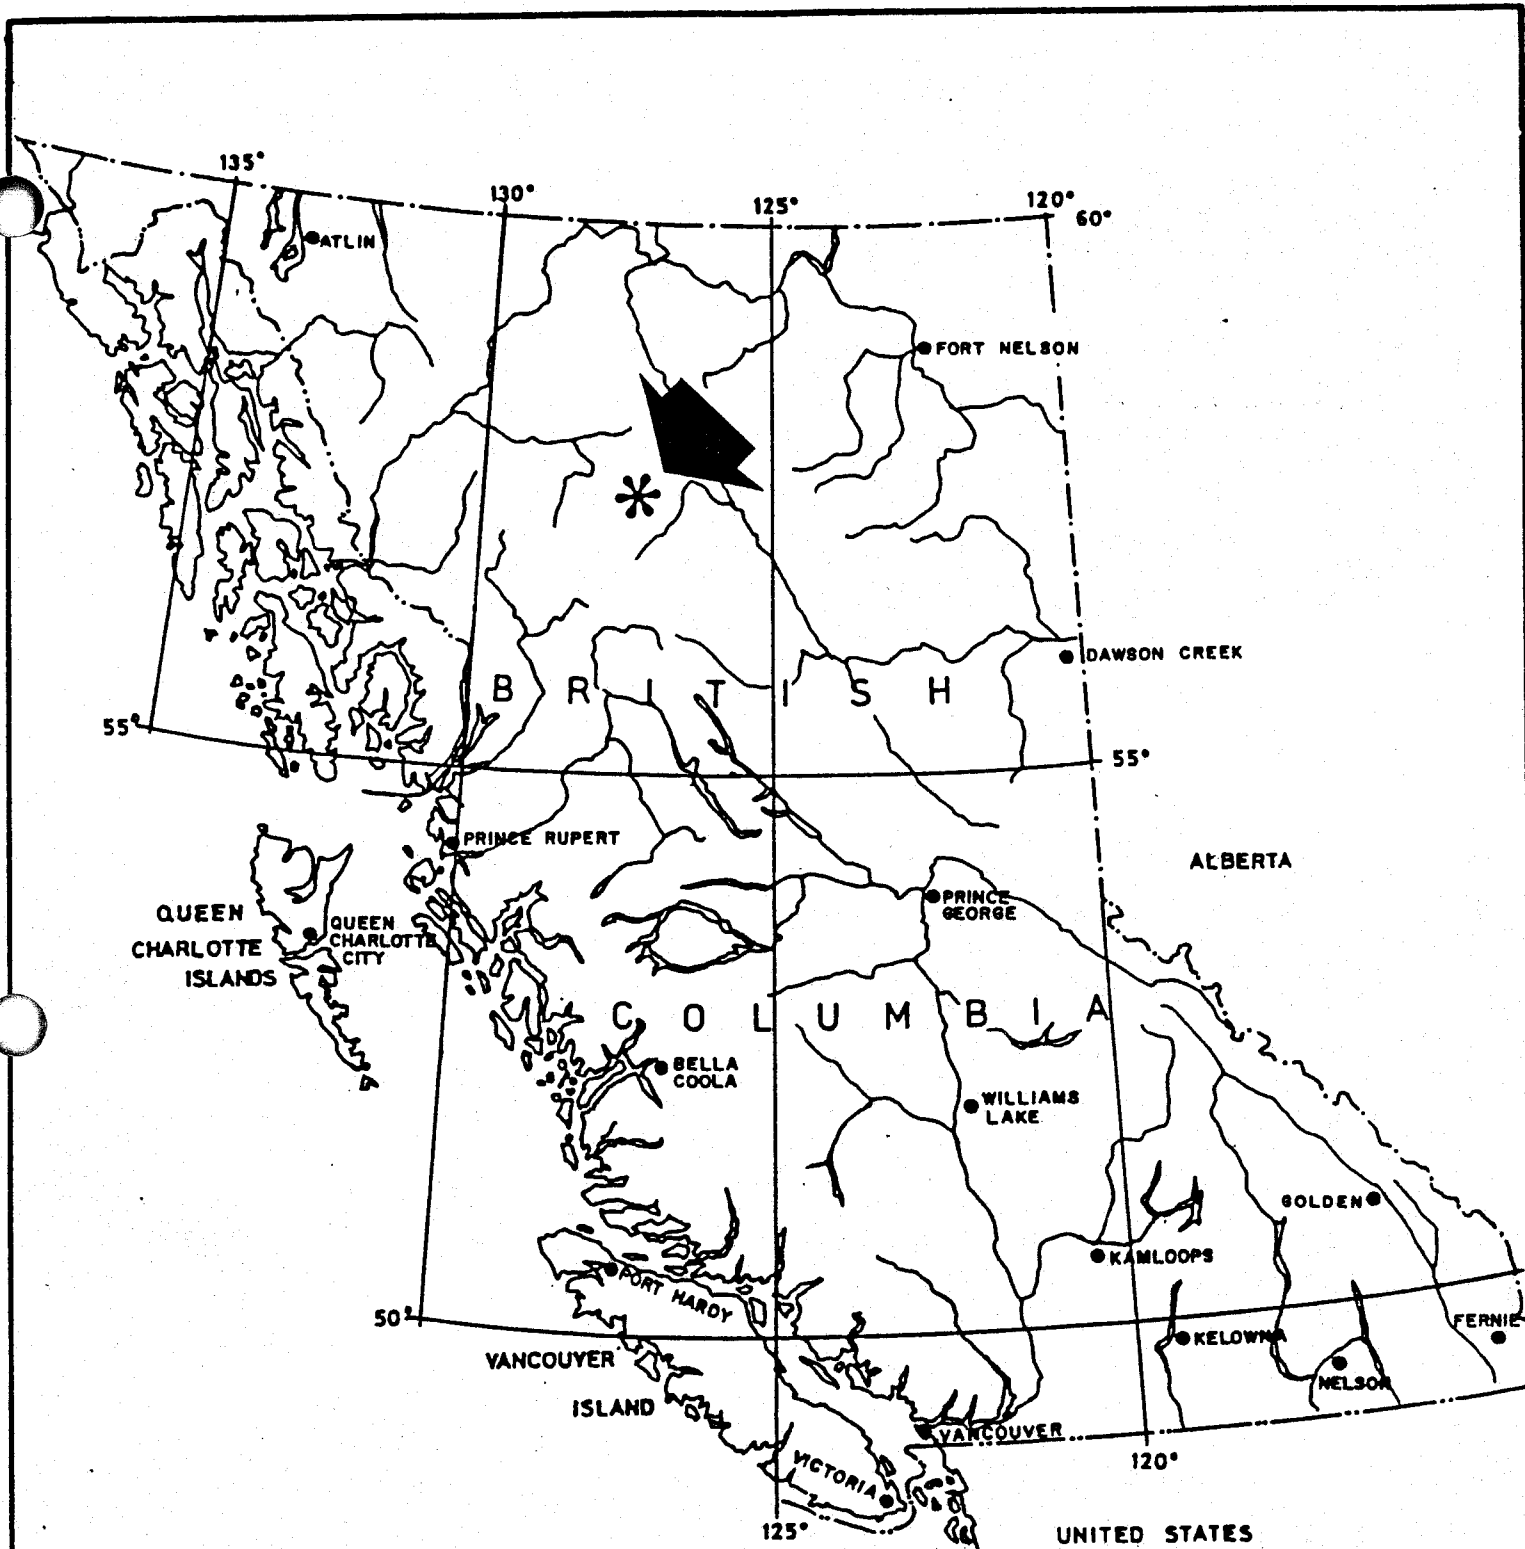 135°
130°
125°
120°
60°
ATLIN
FORT NELSON
DAWSON CREEK
BRITISH
55°
55°
PRINCE RUPERT
ALBERTA
QUEEN
CHARLOTTE
ISLANDS
QUEEN
CHARLOTTE
CITY
PRINCE
GEORGE
COLUMBIA
BELLA
COOLA
WILLIAMS
LAKE
GOLDEN
KAMLOOPS
PORT HARDY
50°
FERNIE
KELOWNA
VANCOUVER
ISLAND
NELSON
VANCOUVER
120°
VICTORIA
125°
UNITED STATES